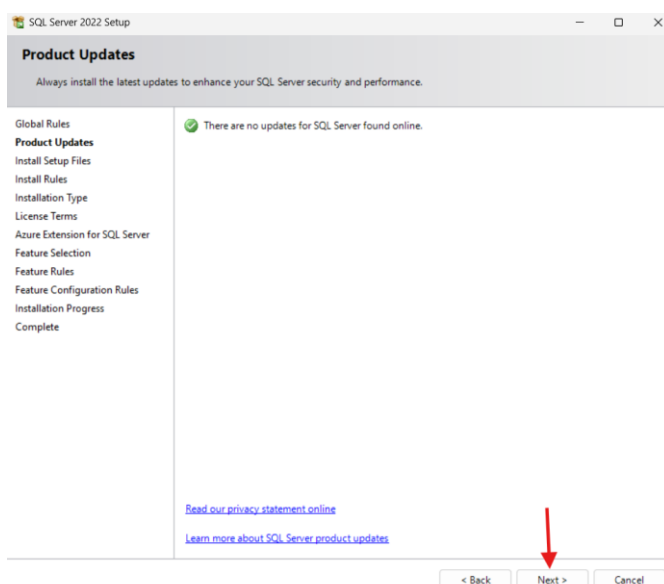 SQL Server 2022 Setup
Product Updates
Always install the latest updates to enhance your SQL Server security and performance.
Global Rules
Product Updates
Install Setup Files
Install Rules
Installation Type
License Terms
Azure Extension for SQL Server
Feature Selection
Feature Rules
Feature Configuration Rules
Installation Progress
Complete
There are no updates for SQL Server found online.
Read our privacy statement online
Learn more about SQL Server product updates
< Back
Next >
Cancel